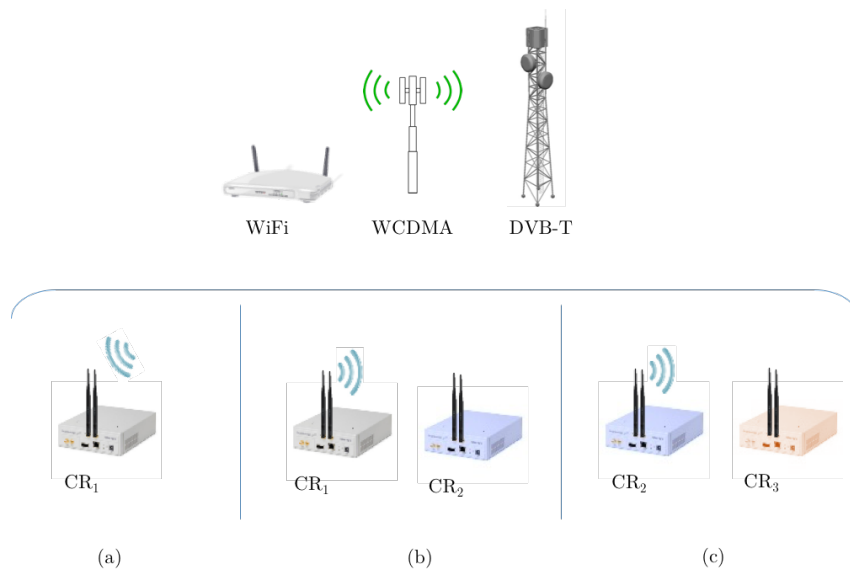 WiFi
WCDMA
DVB-T
CR₁
CR₁
CR₂
CR₂
CR₃
(a)
(b)
(c)